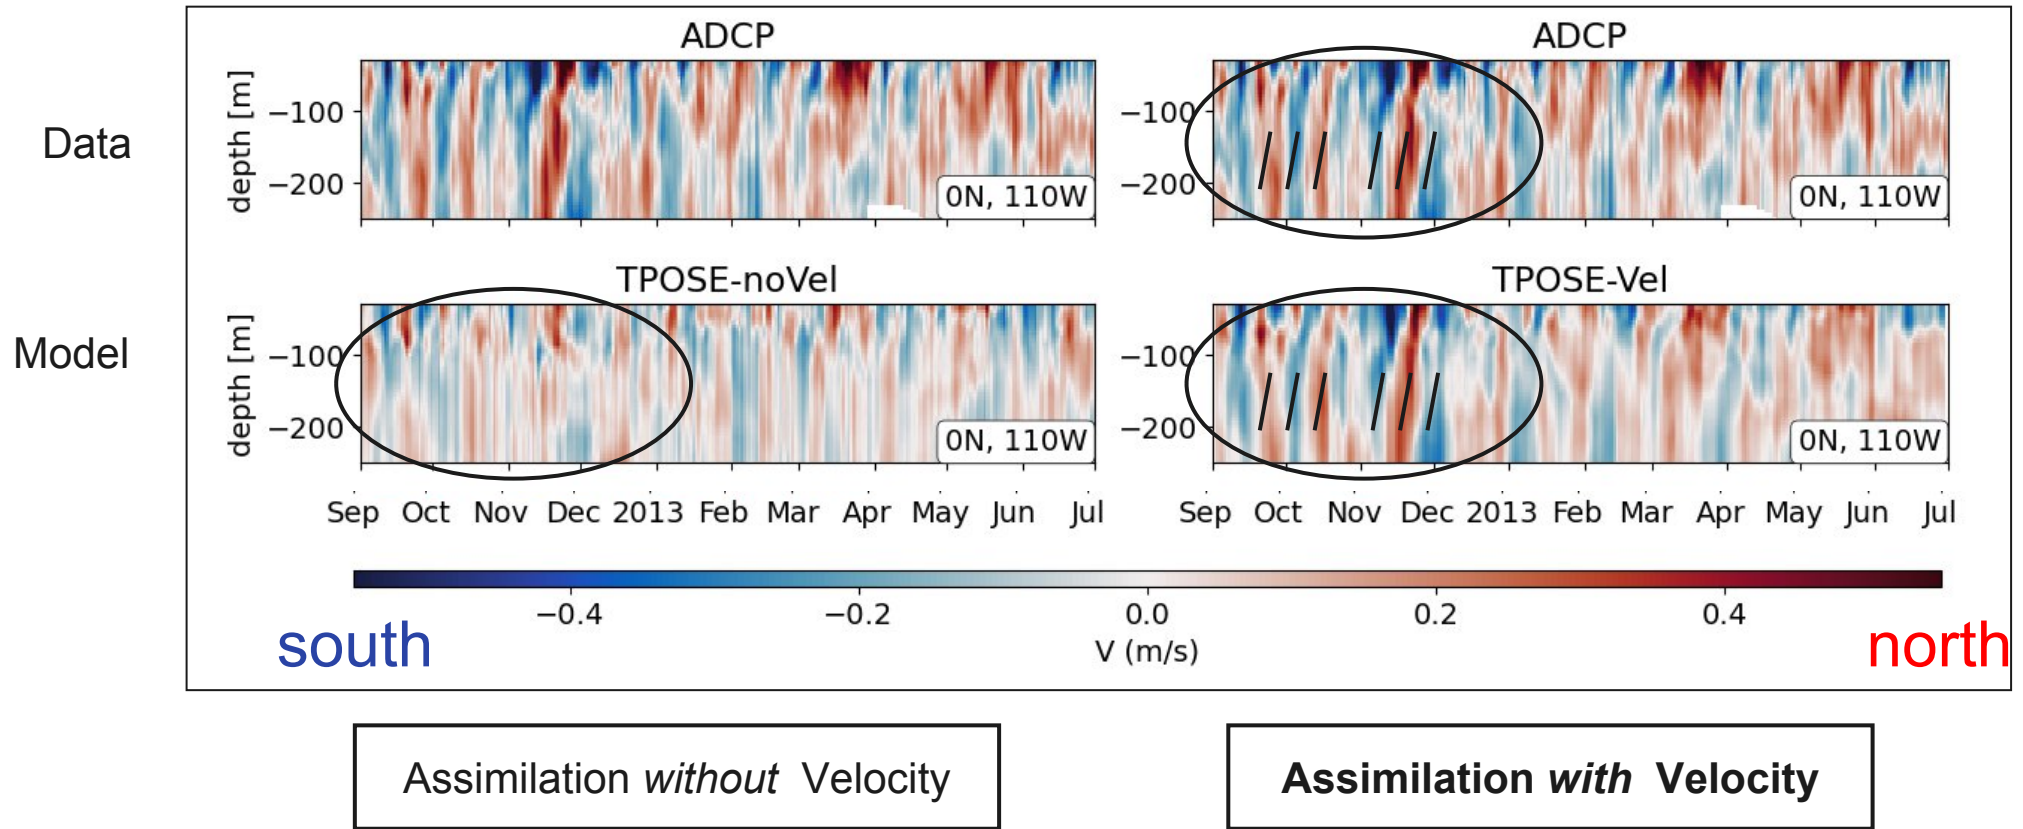 ADCP
ADCP
Data
depth [m]
−100
−200
0N, 110W
−100
−200
0N, 110W
TPOSE-noVel
TPOSE-Vel
Model
depth [m]
−100
−200
0N, 110W
−100
−200
0N, 110W
Sep Oct Nov Dec 2013 Feb Mar Apr May Jun Jul
Sep Oct Nov Dec 2013 Feb Mar Apr May Jun Jul
−0.4 −0.2 0.0 0.2 0.4
south
V (m/s)
north
Assimilation without Velocity
Assimilation with Velocity